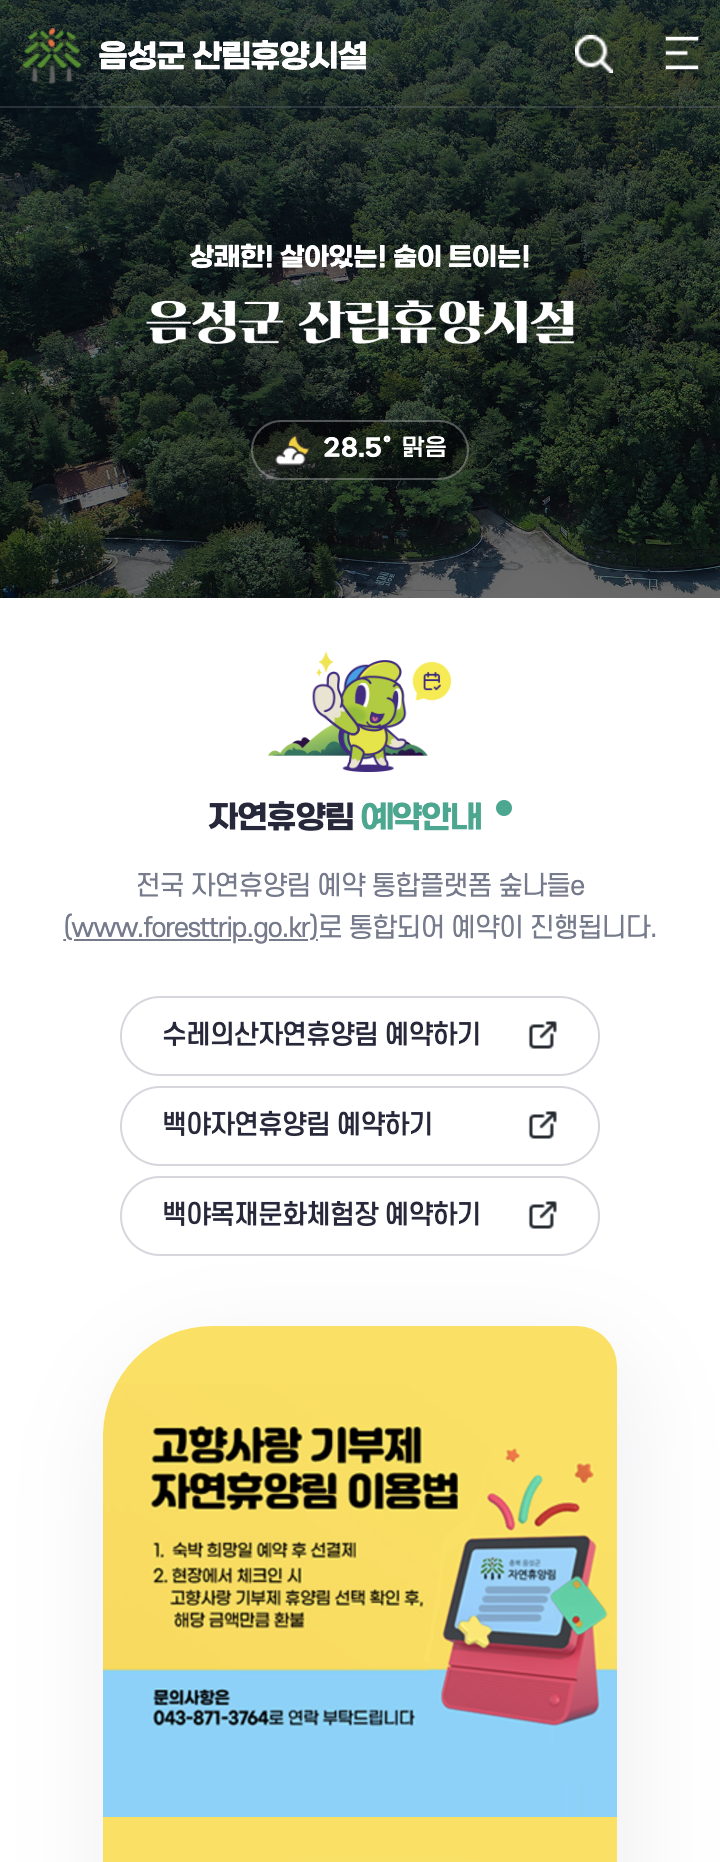 음성군 산림휴양시설
상쾌한! 살아있는! 숨이 트이는!
음성군 산림휴양시설
28.5° 맑음
자연휴양림 예약안내
전국 자연휴양림 예약 통합플랫폼 숲나들e
(www.foresttrip.go.kr)로 통합되어 예약이 진행됩니다.
수레의산자연휴양림 예약하기
백야자연휴양림 예약하기
백야목재문화체험장 예약하기
고향사랑 기부제
자연휴양림 이용법
1. 숙박 희망일 예약 후 선결제
2. 현장에서 체크인 시
고향사랑 기부제 휴양림 선택 확인 후,
해당 금액만큼 환불
충북 음성군
자연휴양림
문의사항은
043-871-3764로 연락 부탁드립니다